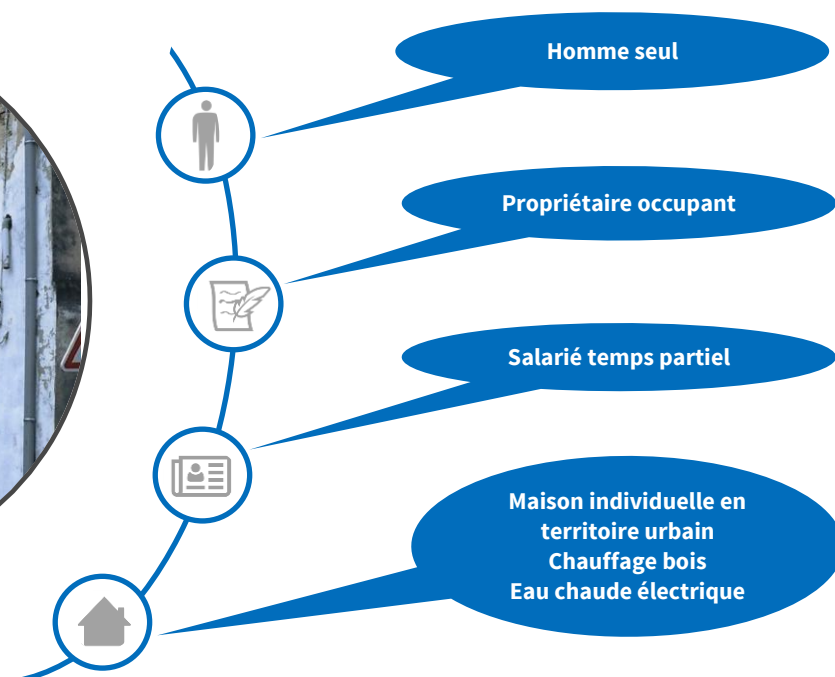 Homme seul
Propriétaire occupant
Salarié temps partiel
Maison individuelle en
territoire urbain
Chauffage bois
Eau chaude électrique